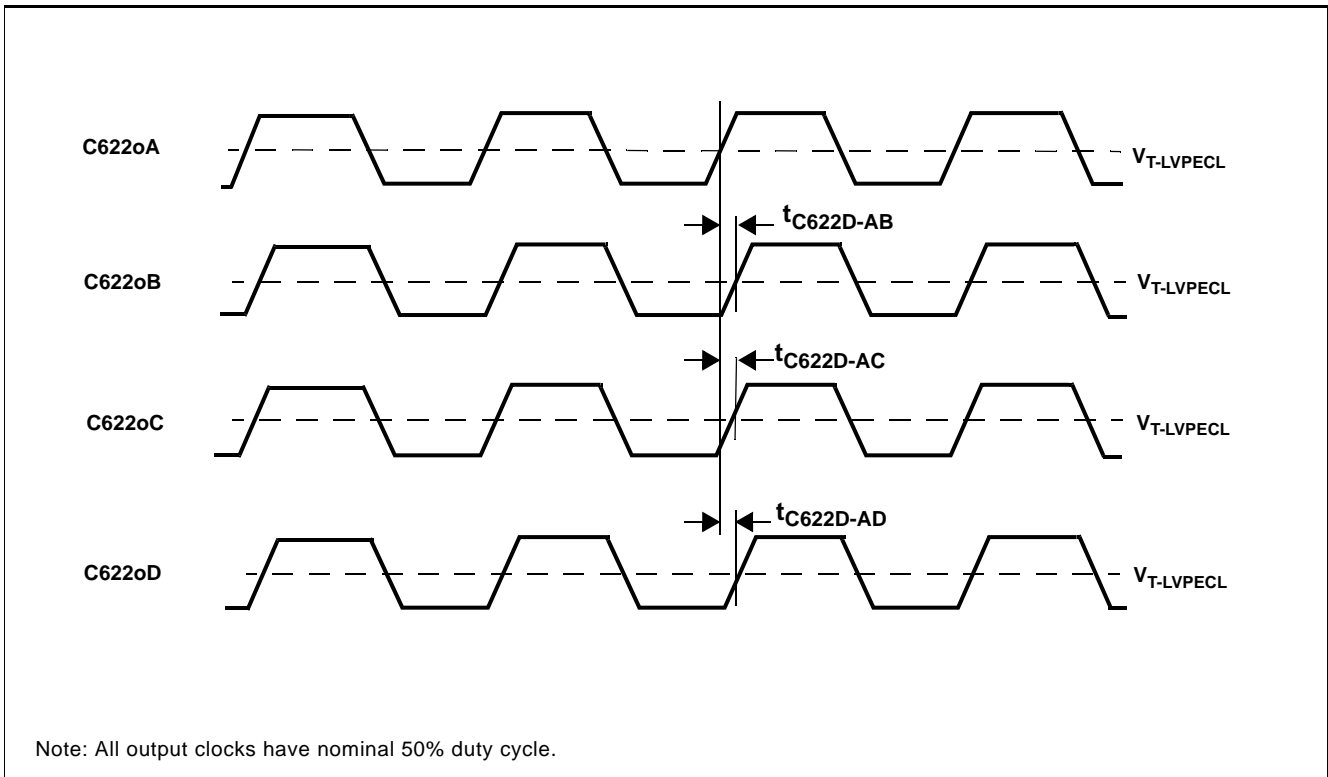 C622oA
VT-LVPECL
tC622D-AB
C622oB
VT-LVPECL
tC622D-AC
C622oC
VT-LVPECL
tC622D-AD
C622oD
VT-LVPECL
Note: All output clocks have nominal 50% duty cycle.